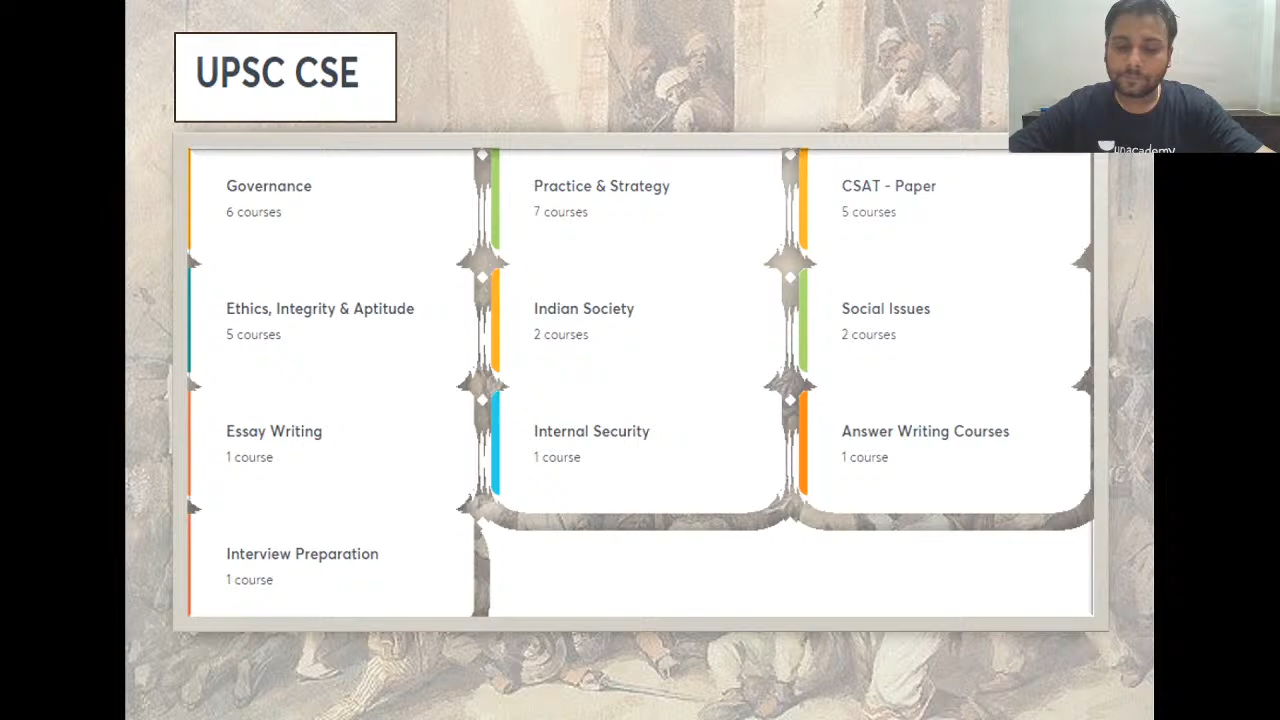 UPSC CSE
unacademy
Governance
6 courses
Practice & Strategy
7 courses
CSAT - Paper
5 courses
Ethics, Integrity & Aptitude
5 courses
Indian Society
2 courses
Social Issues
2 courses
Essay Writing
1 course
Internal Security
1 course
Answer Writing Courses
1 course
Interview Preparation
1 course